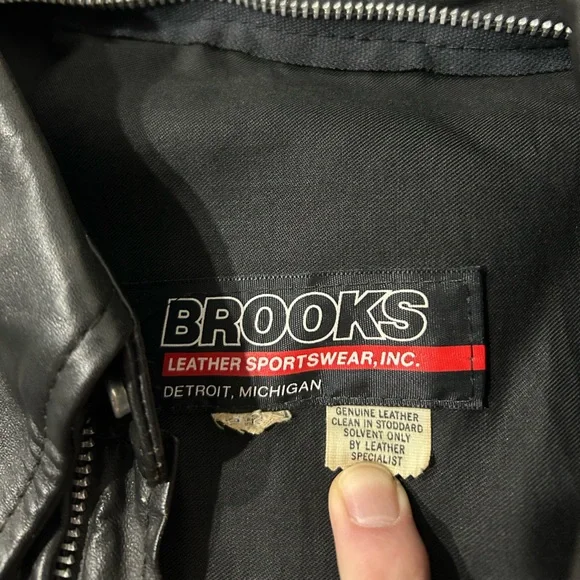 BROOKS
LEATHER SPORTSWEAR, INC.
DETROIT, MICHIGAN
GENUINE LEATHER
CLEAN IN STODDARD
SOLVENT ONLY
BY LEATHER
SPECIALIST